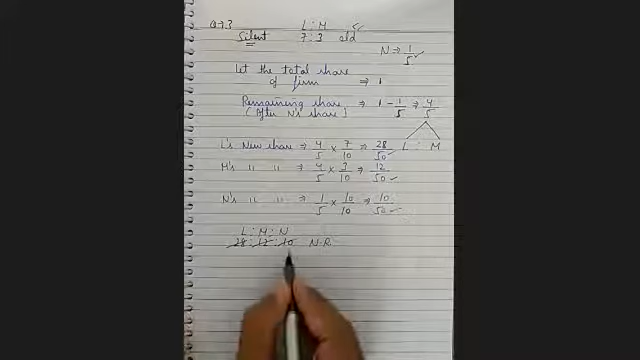 Q→3 L : M
Silent 7 : 3 old
N ⇒ 1/5
Let the total share of firm ⇒ 1
Remaining share ⇒ 1 - 1/5 ⇒ 4/5
(After N's share)
L : M
L's New share ⇒ 4/5 × 7/10 ⇒ 28/50
M's " " ⇒ 4/5 × 3/10 ⇒ 12/50
N's " " ⇒ 1/5 × 10/10 ⇒ 10/50
L : M : N
28 : 12 : 10 N.R